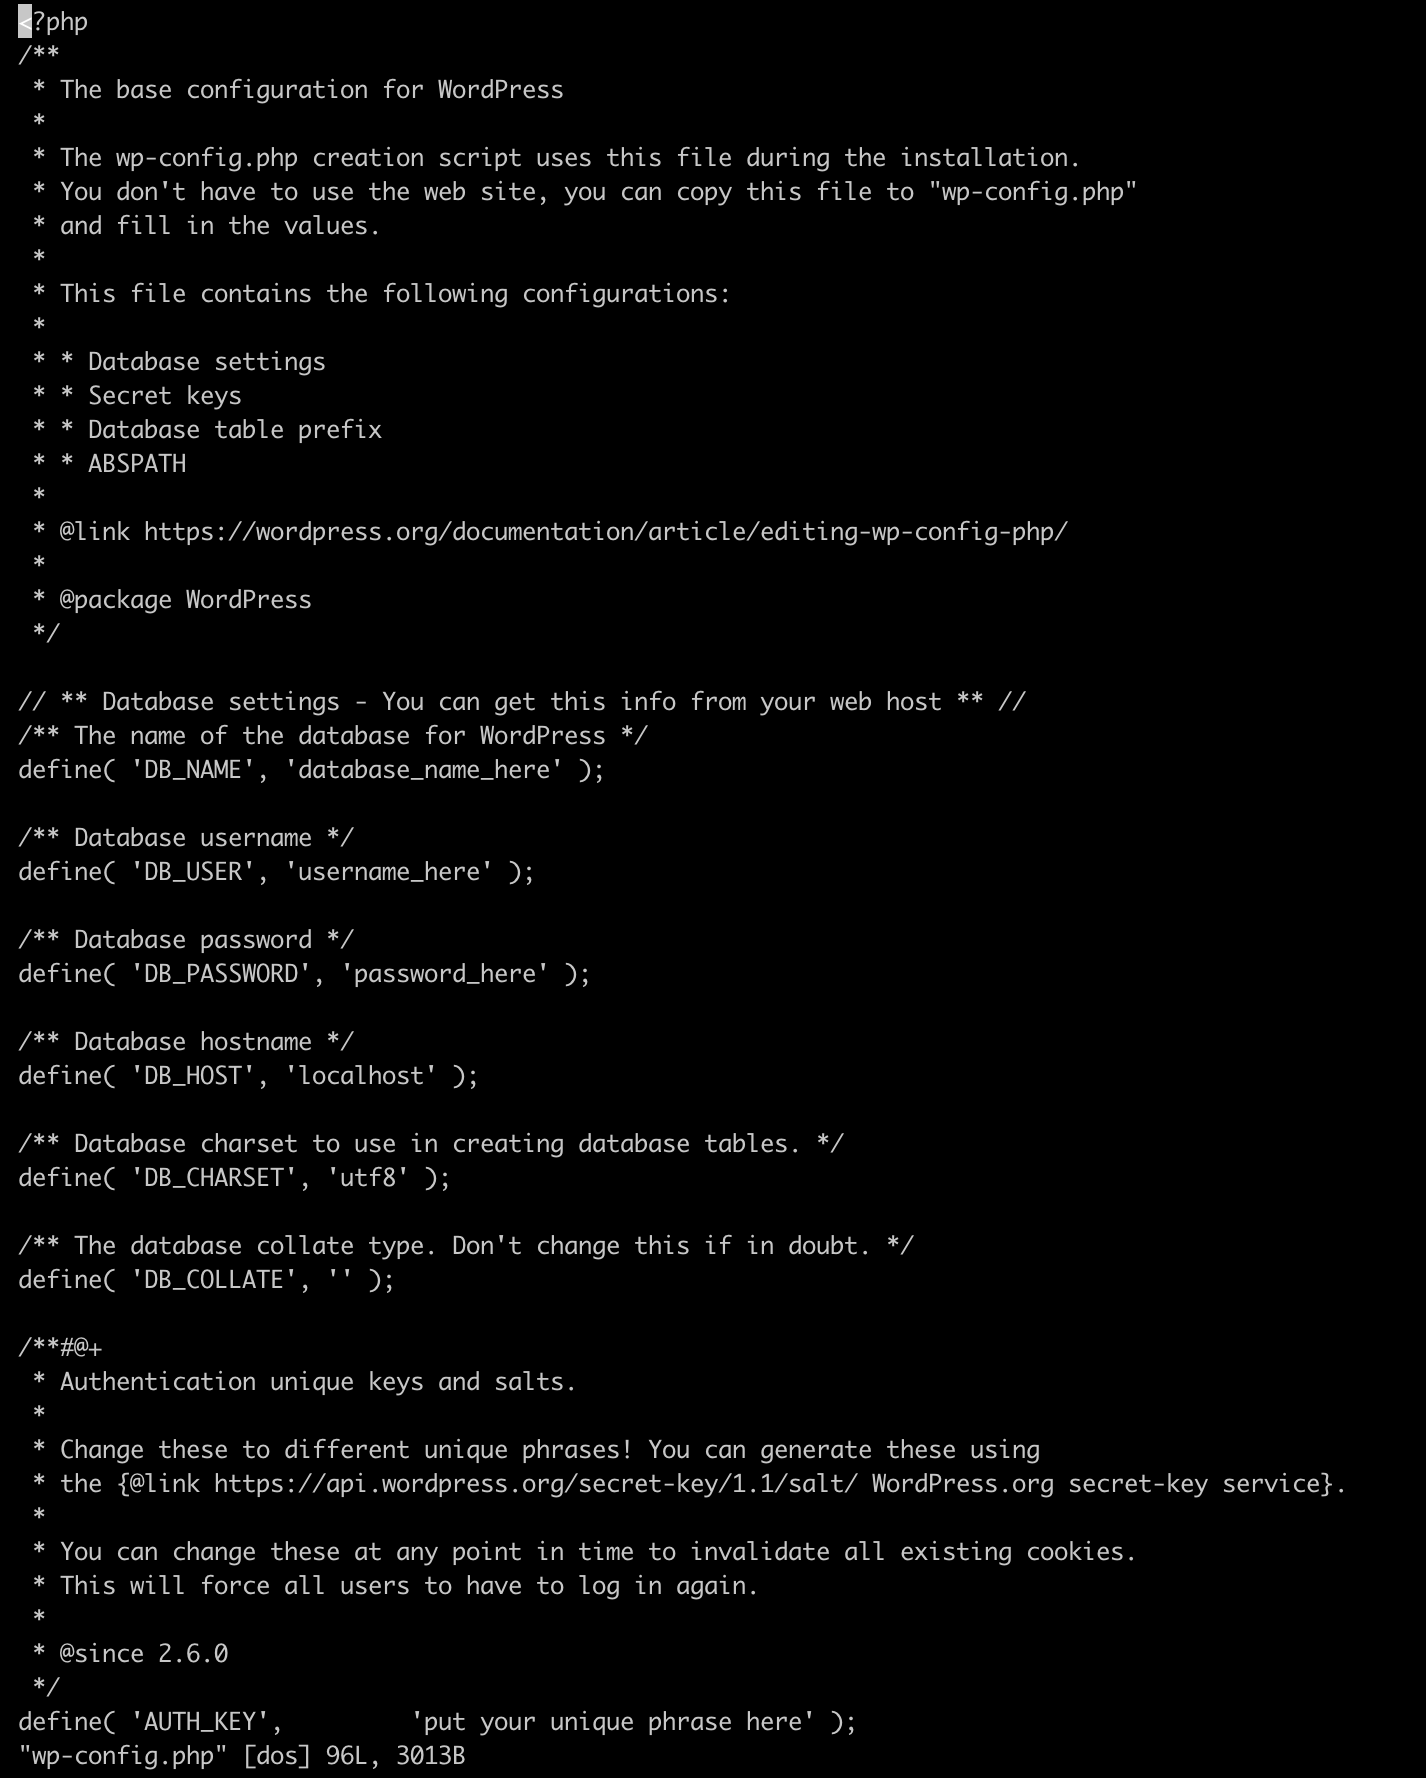 <?php
/**
 * The base configuration for WordPress
 *
 * The wp-config.php creation script uses this file during the installation.
 * You don't have to use the web site, you can copy this file to "wp-config.php"
 * and fill in the values.
 *
 * This file contains the following configurations:
 *
 * * Database settings
 * * Secret keys
 * * Database table prefix
 * * ABSPATH
 *
 * @link https://wordpress.org/documentation/article/editing-wp-config-php/
 *
 * @package WordPress
 */

// ** Database settings - You can get this info from your web host ** //
/** The name of the database for WordPress */
define( 'DB_NAME', 'database_name_here' );

/** Database username */
define( 'DB_USER', 'username_here' );

/** Database password */
define( 'DB_PASSWORD', 'password_here' );

/** Database hostname */
define( 'DB_HOST', 'localhost' );

/** Database charset to use in creating database tables. */
define( 'DB_CHARSET', 'utf8' );

/** The database collate type. Don't change this if in doubt. */
define( 'DB_COLLATE', '' );

/**#@+
 * Authentication unique keys and salts.
 *
 * Change these to different unique phrases! You can generate these using
 * the {@link https://api.wordpress.org/secret-key/1.1/salt/ WordPress.org secret-key service}.
 *
 * You can change these at any point in time to invalidate all existing cookies.
 * This will force all users to have to log in again.
 *
 * @since 2.6.0
 */
define( 'AUTH_KEY',         'put your unique phrase here' );
"wp-config.php" [dos] 96L, 3013B